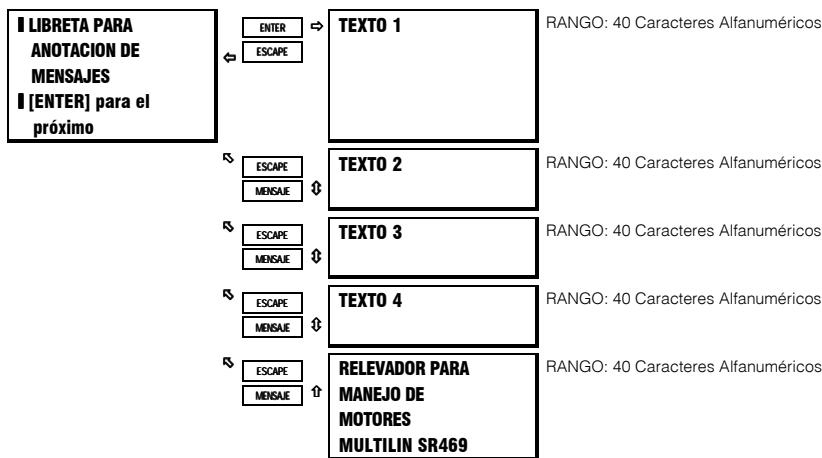 LIBRETA PARA
ANOTACION DE
MENSAJES
[ENTER] para el
próximo
ENTER
ESCAPE
TEXTO 1
RANGO: 40 Caracteres Alfanuméricos
ESCAPE
MENSAJE
TEXTO 2
RANGO: 40 Caracteres Alfanuméricos
ESCAPE
MENSAJE
TEXTO 3
RANGO: 40 Caracteres Alfanuméricos
ESCAPE
MENSAJE
TEXTO 4
RANGO: 40 Caracteres Alfanuméricos
ESCAPE
MENSAJE
RELEVADOR PARA
MANEJO DE
MOTORES
MULTILIN SR469
RANGO: 40 Caracteres Alfanuméricos